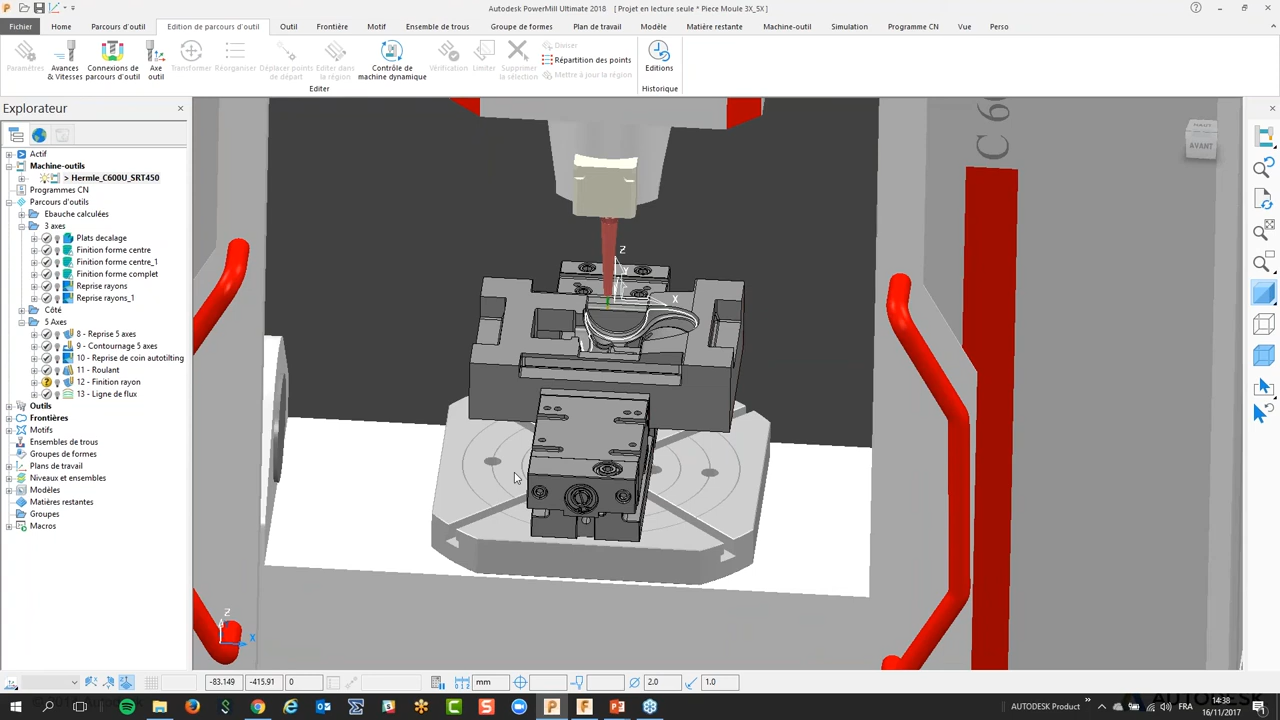 Autodesk PowerMill Ultimate 2018    [ Projet en lecture seule * Piece Moule 3X_5X ]
Fichier Home Parcours d'outil Edition de parcours d'outil Outil Frontière Motif Ensemble de trous Groupe de formes Plan de travail Modèle Matière restante Machine-outil Simulation Programme CN Vue Perso
Paramètres
Avances & Vitesses
Connexions de parcours d'outil
Axe outil
Transformer
Réorganiser
Déplacer points de départ
Editer dans la région
Contrôle de machine dynamique
Vérification
Limiter
Supprimer la sélection
Diviser
Répartition des points
Mettre à jour la région
Editions
Editer
Historique
Explorateur
Actif
Machine-outils
> Hermle_C600U_SRT450
Programmes CN
Parcours d'outils
Ebauche calculées
3 axes
Plats decalage
Finition forme centre
Finition forme centre_1
Finition forme complet
Reprise rayons
Reprise rayons_1
Côté
5 Axes
8 - Reprise 5 axes
9 - Contournage 5 axes
10 - Reprise de coin autotilting
11 - Roulant
12 - Finition rayon
13 - Ligne de flux
Outils
Frontières
Motifs
Ensembles de trous
Groupes de formes
Plans de travail
Niveaux et ensembles
Modèles
Matières restantes
Groupes
Macros
C 60
HAUT
AVANT
Z
Y
X
Z
X
-83.149 -415.91 0 mm 2.0 1.0
AUTODESK Product FRA 14:38
16/11/2017